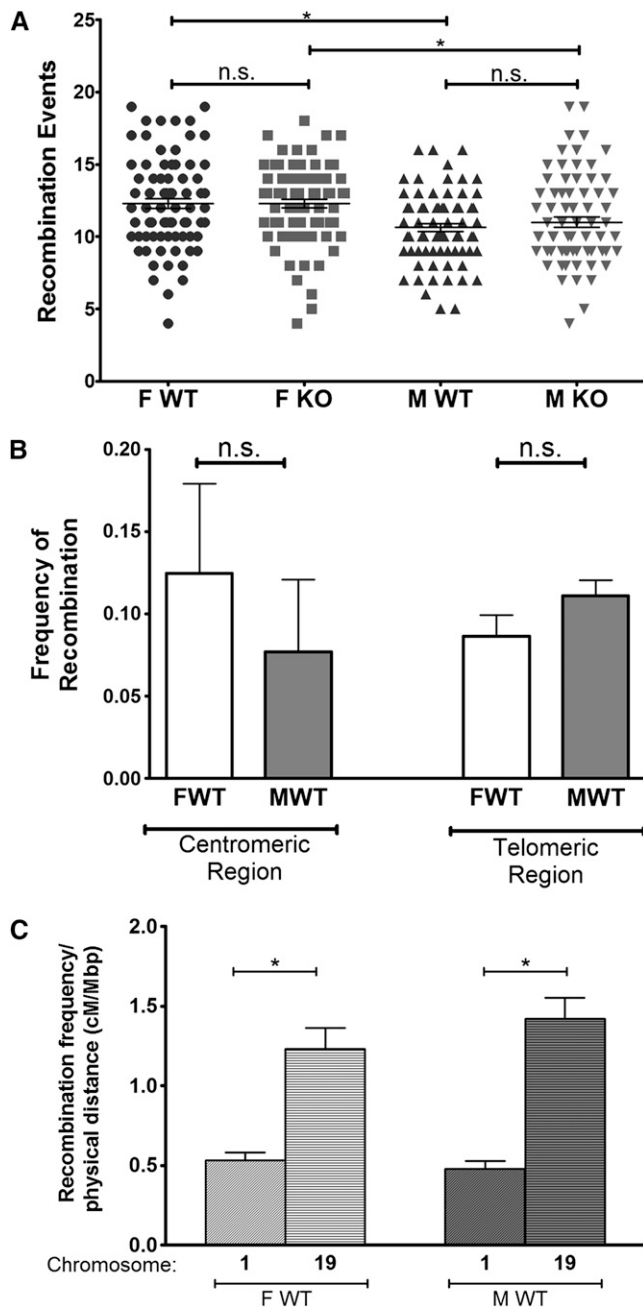 A
*
*
n.s.
n.s.
Recombination Events
25
20
15
10
5
0
F WT F KO M WT M KO
B
n.s.
n.s.
Frequency of
Recombination
0.20
0.15
0.10
0.05
0.00
FWT MWT FWT MWT
Centromeric
Region
Telomeric
Region
C
*
*
Recombination frequency/
physical distance (cM/Mbp)
2.0
1.5
1.0
0.5
0.0
Chromosome: 1 19 1 19
F WT M WT